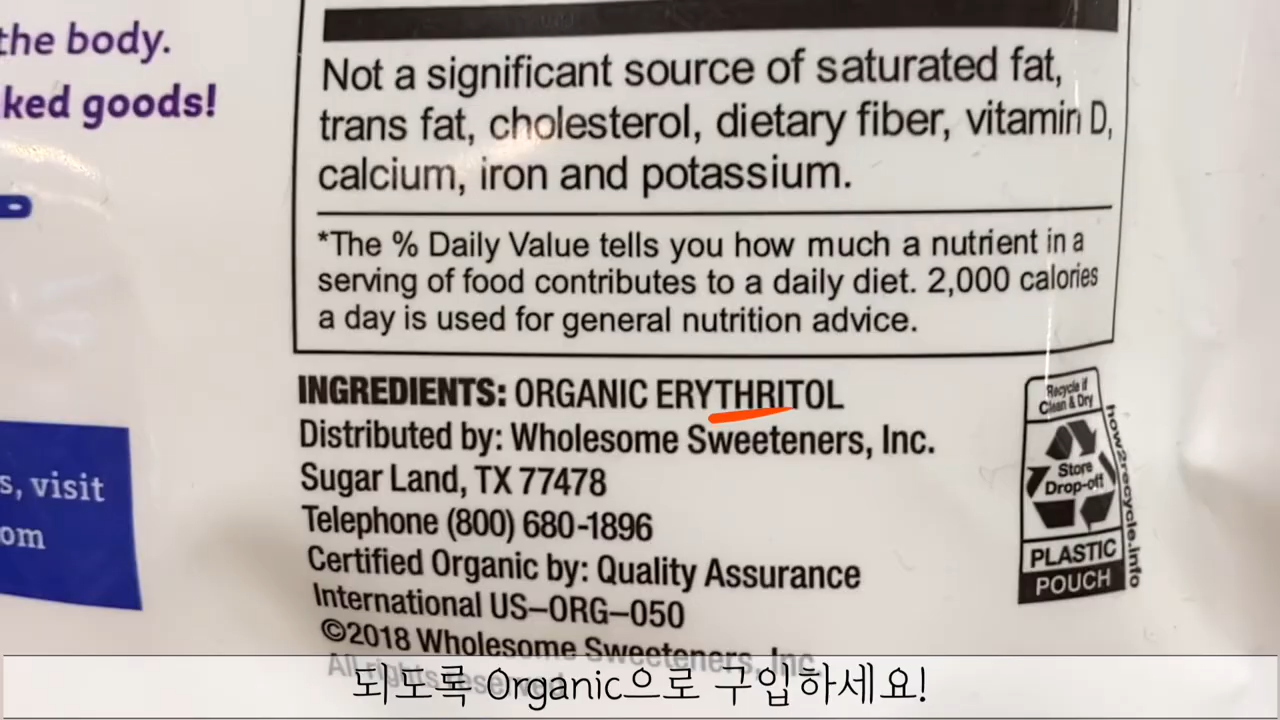 the body.
ked goods!
Not a significant source of saturated fat,
trans fat, cholesterol, dietary fiber, vitamin D,
calcium, iron and potassium.
*The % Daily Value tells you how much a nutrient in a
serving of food contributes to a daily diet. 2,000 calories
a day is used for general nutrition advice.
INGREDIENTS: ORGANIC ERYTHRITOL
Distributed by: Wholesome Sweeteners, Inc.
Sugar Land, TX 77478
Telephone (800) 680-1896
Certified Organic by: Quality Assurance
International US–ORG–050
©2018 Wholesome Sweeteners, Inc.
All rights reserved
s, visit
om
Recycle if
Clean & Dry
Store
Drop-off
PLASTIC
POUCH
how2recycle.info
되도록 Organic으로 구입하세요!